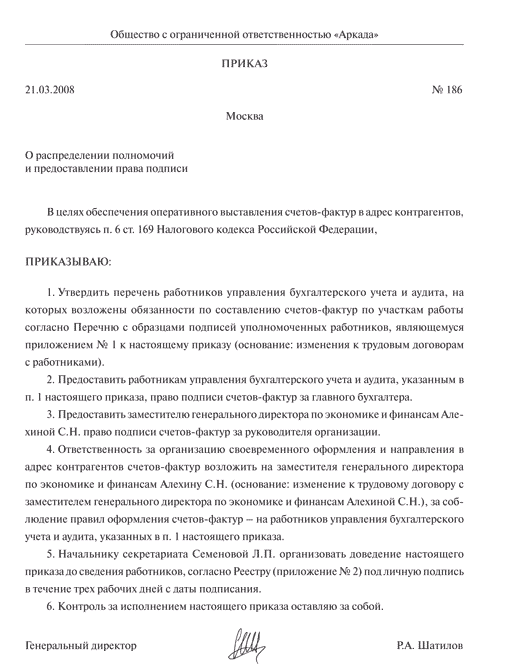 Общество с ограниченной ответственностью «Аркада»
ПРИКАЗ
21.03.2008 № 186
Москва
О распределении полномочий
и предоставлении права подписи
В целях обеспечения оперативного выставления счетов-фактур в адрес контрагентов,
руководствуясь п. 6 ст. 169 Налогового кодекса Российской Федерации,
ПРИКАЗЫВАЮ:
1. Утвердить перечень работников управления бухгалтерского учета и аудита, на
которых возложены обязанности по составлению счетов-фактур по участкам работы
согласно Перечню с образцами подписей уполномоченных работников, являющемуся
приложением № 1 к настоящему приказу (основание: изменения к трудовым договорам
с работниками).
2. Предоставить работникам управления бухгалтерского учета и аудита, указанным в
п. 1 настоящего приказа, право подписи счетов-фактур за главного бухгалтера.
3. Предоставить заместителю генерального директора по экономике и финансам Але-
хиной С.Н. право подписи счетов-фактур за руководителя организации.
4. Ответственность за организацию своевременного оформления и направления в
адрес контрагентов счетов-фактур возложить на заместителя генерального директора
по экономике и финансам Алехину С.Н. (основание: изменение к трудовому договору с
заместителем генерального директора по экономике и финансам Алехиной С.Н.), за со-
блюдение правил оформления счетов-фактур – на работников управления бухгалтерского
учета и аудита, указанных в п. 1 настоящего приказа.
5. Начальнику секретариата Семеновой Л.П. организовать доведение настоящего
приказа до сведения работников, согласно Реестру (приложение № 2) под личную подпись
в течение трех рабочих дней с даты подписания.
6. Контроль за исполнением настоящего приказа оставляю за собой.
Генеральный директор Р.А. Шатилов